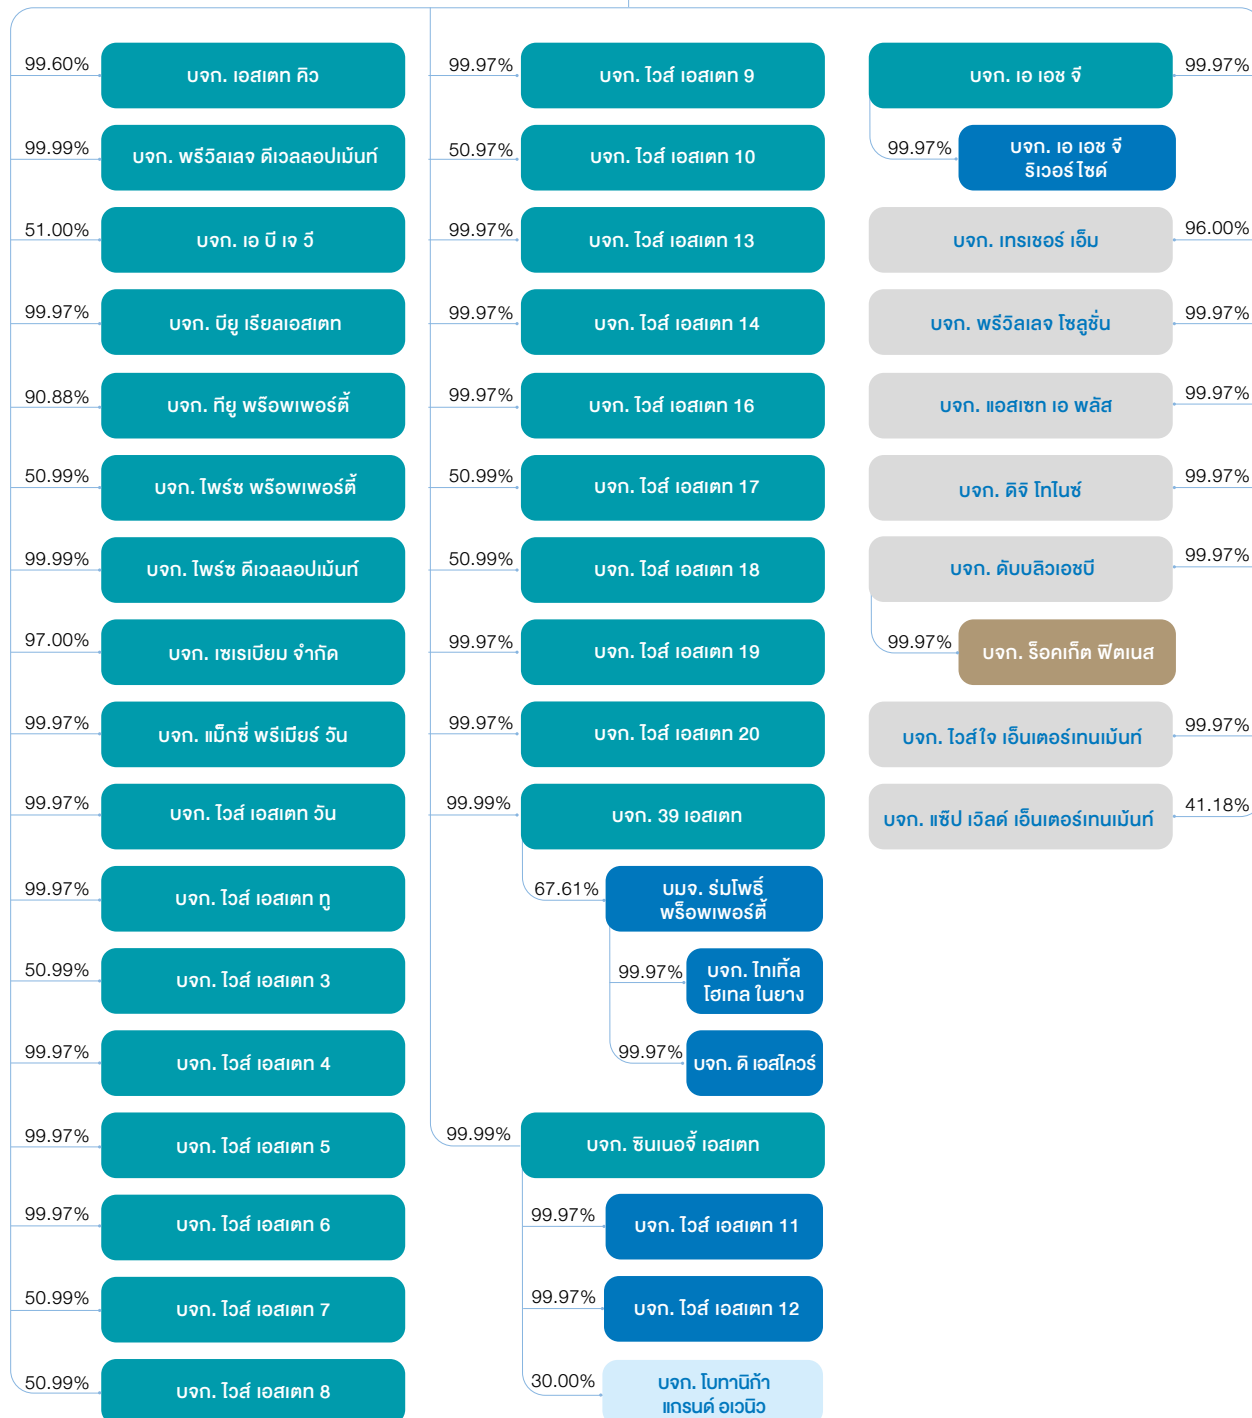 99.60%
บจก. เอสเตท คิว
99.99%
บจก. พรีวิลเลจ ดีเวลลอปเม้นท์
51.00%
บจก. เอ บี เจ วี
99.97%
บจก. บียู เรียลเอสเตท
90.88%
บจก. ทียู พร๊อพเพอร์ตี้
50.99%
บจก. ไพร์ซ พร๊อพเพอร์ตี้
99.99%
บจก. ไพร์ซ ดีเวลลอปเม้นท์
97.00%
บจก. เซเรเบียม จำกัด
99.97%
บจก. แม็กซี่ พรีเมียร์ วัน
99.97%
บจก. ไวส์ เอสเตท วัน
99.97%
บจก. ไวส์ เอสเตท ทู
50.99%
บจก. ไวส์ เอสเตท 3
99.97%
บจก. ไวส์ เอสเตท 4
99.97%
บจก. ไวส์ เอสเตท 5
99.97%
บจก. ไวส์ เอสเตท 6
50.99%
บจก. ไวส์ เอสเตท 7
50.99%
บจก. ไวส์ เอสเตท 8
99.97%
บจก. ไวส์ เอสเตท 9
50.97%
บจก. ไวส์ เอสเตท 10
99.97%
บจก. ไวส์ เอสเตท 13
99.97%
บจก. ไวส์ เอสเตท 14
99.97%
บจก. ไวส์ เอสเตท 16
50.99%
บจก. ไวส์ เอสเตท 17
50.99%
บจก. ไวส์ เอสเตท 18
99.97%
บจก. ไวส์ เอสเตท 19
99.97%
บจก. ไวส์ เอสเตท 20
99.99%
บจก. 39 เอสเตท
67.61%
บมจ. ร่มโพธิ์
พร็อพเพอร์ตี้
99.97%
บจก. ไทเทิ้ล
โฮเทล ในยาง
99.97%
บจก. ดิ เอสไควร์
99.99%
บจก. ซินเนอจี้ เอสเตท
99.97%
บจก. ไวส์ เอสเตท 11
99.97%
บจก. ไวส์ เอสเตท 12
30.00%
บจก. โบทานิก้า
แกรนด์ อเวนิว
บจก. เอ เอช จี
99.97%
99.97%
บจก. เอ เอช จี
ริเวอร์ไซด์
บจก. เทรเชอร์ เอ็ม
96.00%
บจก. พรีวิลเลจ โซลูชั่น
99.97%
บจก. แอสเซท เอ พลัส
99.97%
บจก. ดิจิ โทไนซ์
99.97%
บจก. ดับบลิวเอชบี
99.97%
99.97%
บจก. ร็อคเก็ต ฟิตเนส
บจก. ไวส์ใจ เอ็นเตอร์เทนเม้นท์
99.97%
บจก. แซ๊ป เวิลด์ เอ็นเตอร์เทนเม้นท์
41.18%